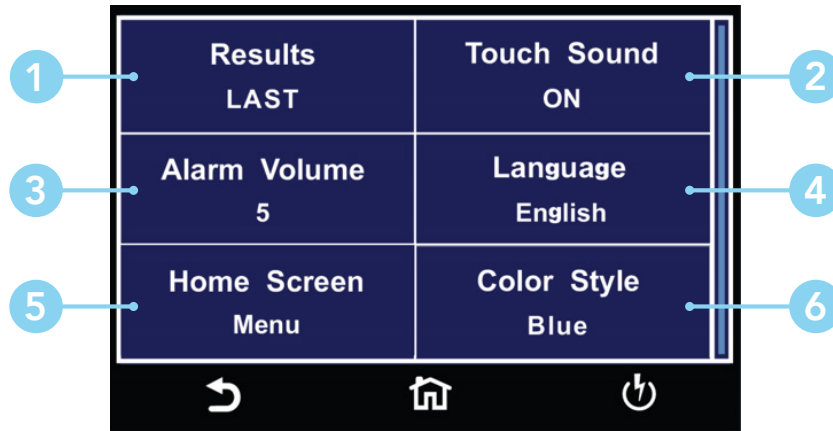 1
Results
LAST
Touch Sound
ON
2
3
Alarm Volume
5
Language
English
4
5
Home Screen
Menu
Color Style
Blue
6